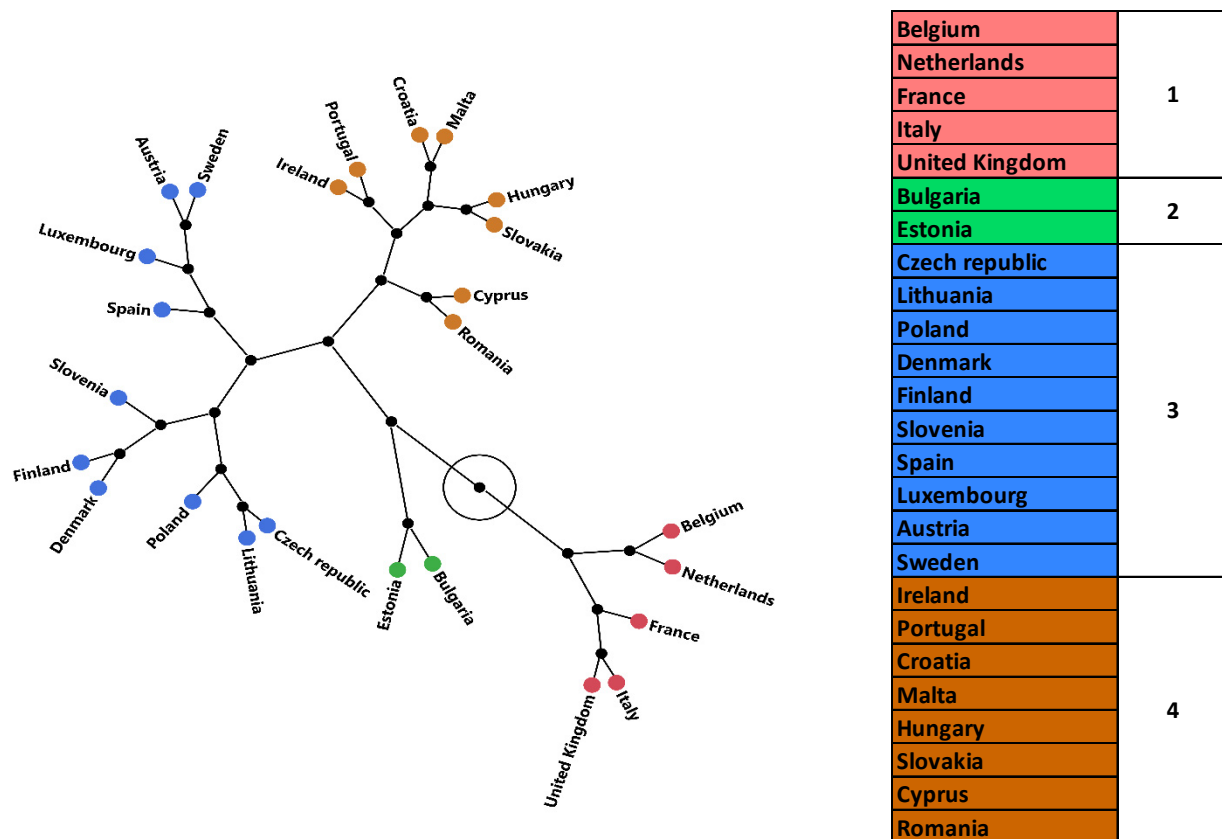 Croatia
Malta
Portugal
Ireland
Hungary
Slovakia
Cyprus
Romania
Austria
Sweden
Luxembourg
Spain
Slovenia
Finland
Denmark
Poland
Lithuania
Czech republic
Estonia
Bulgaria
Belgium
Netherlands
France
Italy
United Kingdom
Belgium
Netherlands
France
Italy
United Kingdom
1
Bulgaria
Estonia
2
Czech republic
Lithuania
Poland
Denmark
Finland
Slovenia
Spain
Luxembourg
Austria
Sweden
3
Ireland
Portugal
Croatia
Malta
Hungary
Slovakia
Cyprus
Romania
4